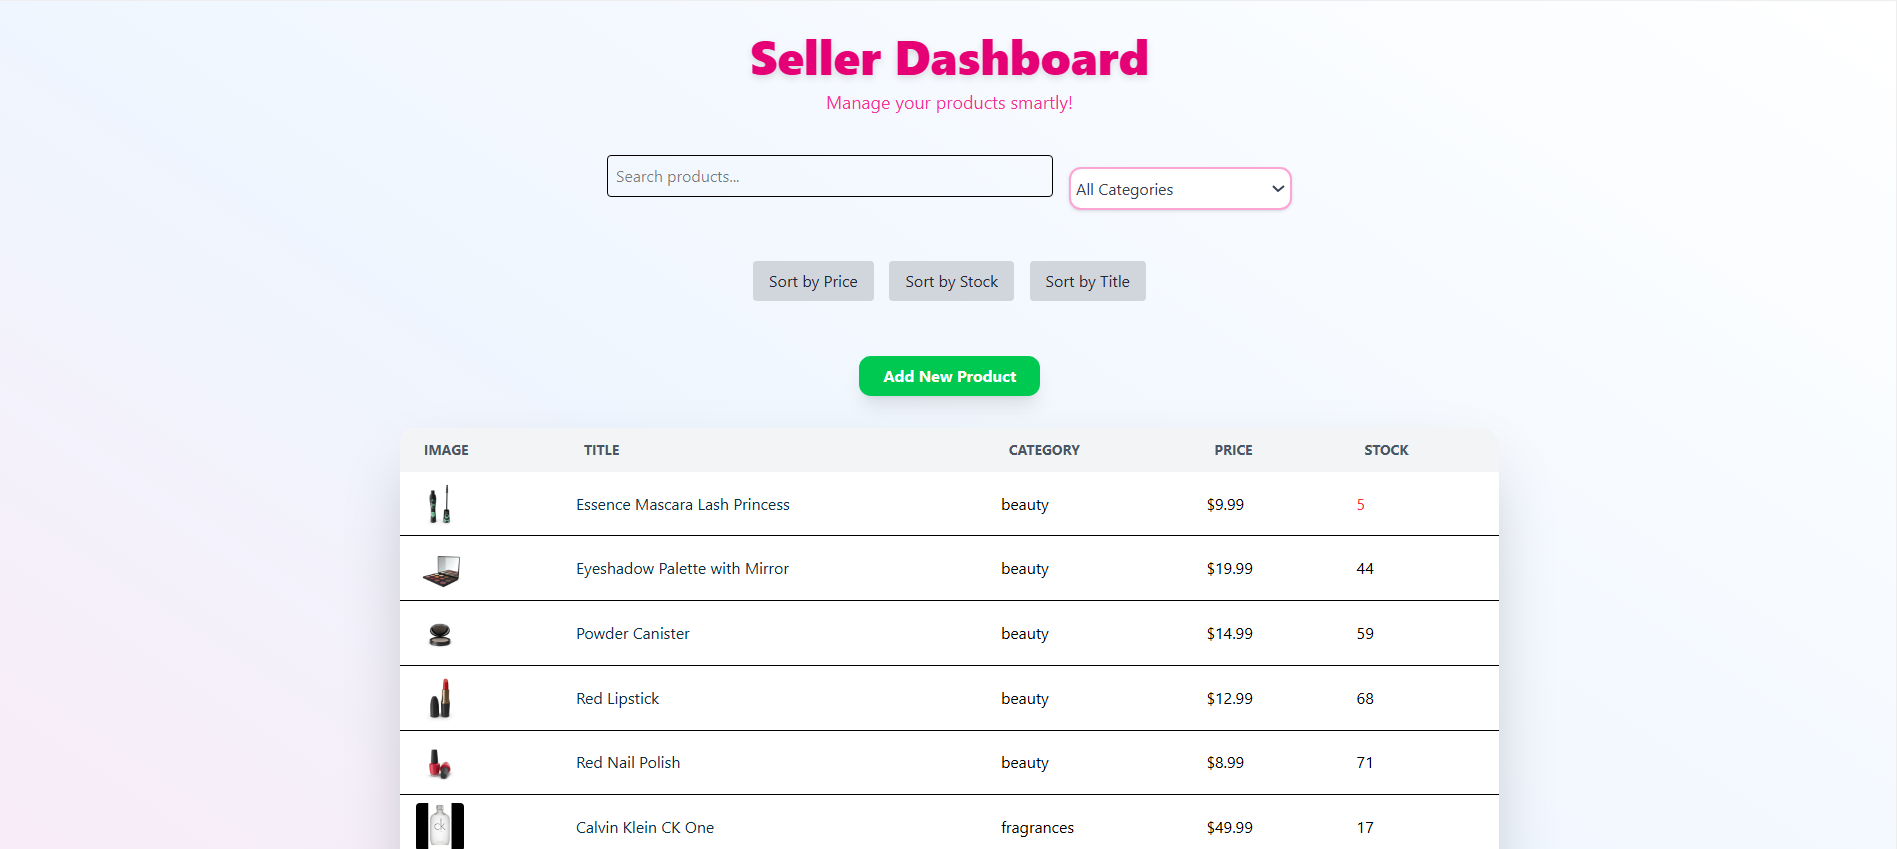 Seller Dashboard
Manage your products smartly!
Search products...
All Categories
Sort by Price Sort by Stock Sort by Title
Add New Product
IMAGE TITLE CATEGORY PRICE STOCK
Essence Mascara Lash Princess beauty $9.99 5
Eyeshadow Palette with Mirror beauty $19.99 44
Powder Canister beauty $14.99 59
Red Lipstick beauty $12.99 68
Red Nail Polish beauty $8.99 71
ck
Calvin Klein CK One fragrances $49.99 17